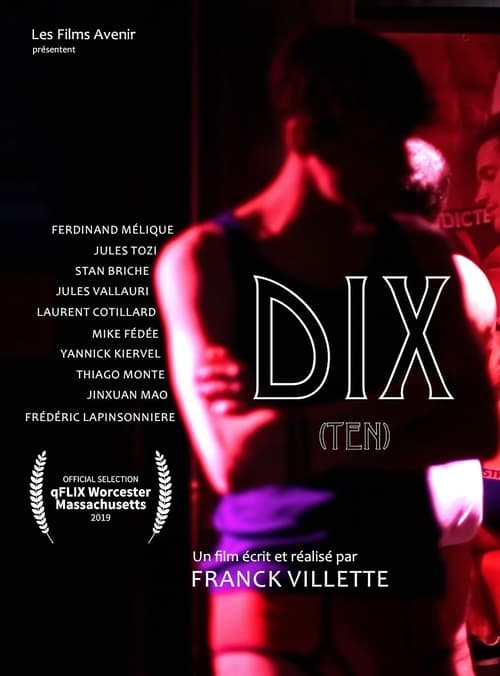 Les Films Avenir
présentent
FERDINAND MÉLIQUE
JULES TOZI
STAN BRICHE
JULES VALLAURI
LAURENT COTILLARD
MIKE FÉDÉE
YANNICK KIERVEL
THIAGO MONTE
JINXUAN MAO
FRÉDÉRIC LAPINSONNIERE
DIX
(TEN)
OFFICIAL SELECTION
qFLIX Worcester
Massachusetts
2019
Un film écrit et réalisé par
FRANCK VILLETTE